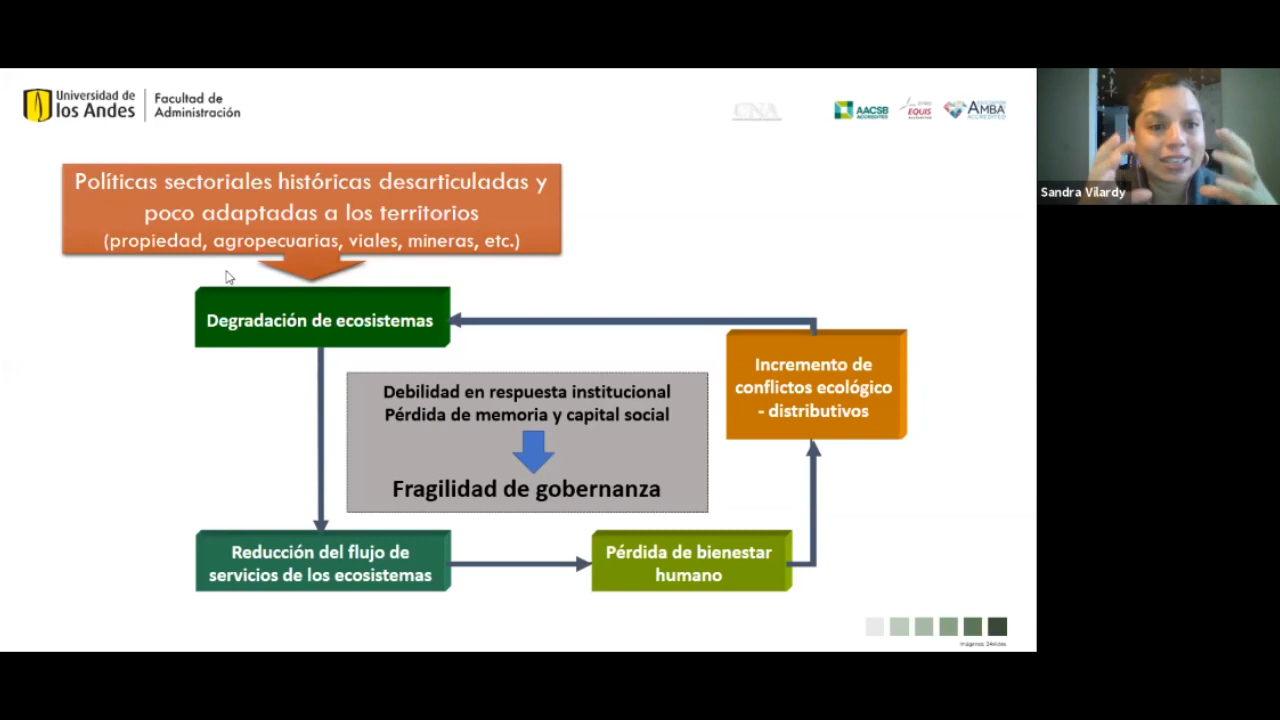 Universidad de
los Andes
Facultad de
Administración
CNA
AACSB
ACCREDITED
EQUIS
AMBA
ACCREDITED
Sandra Vilardy
Políticas sectoriales históricas desarticuladas y
poco adaptadas a los territorios
(propiedad, agropecuarias, viales, mineras, etc.)
Degradación de ecosistemas
Incremento de
conflictos ecológico
- distributivos
Debilidad en respuesta institucional
Pérdida de memoria y capital social
Fragilidad de gobernanza
Reducción del flujo de
servicios de los ecosistemas
Pérdida de bienestar
humano